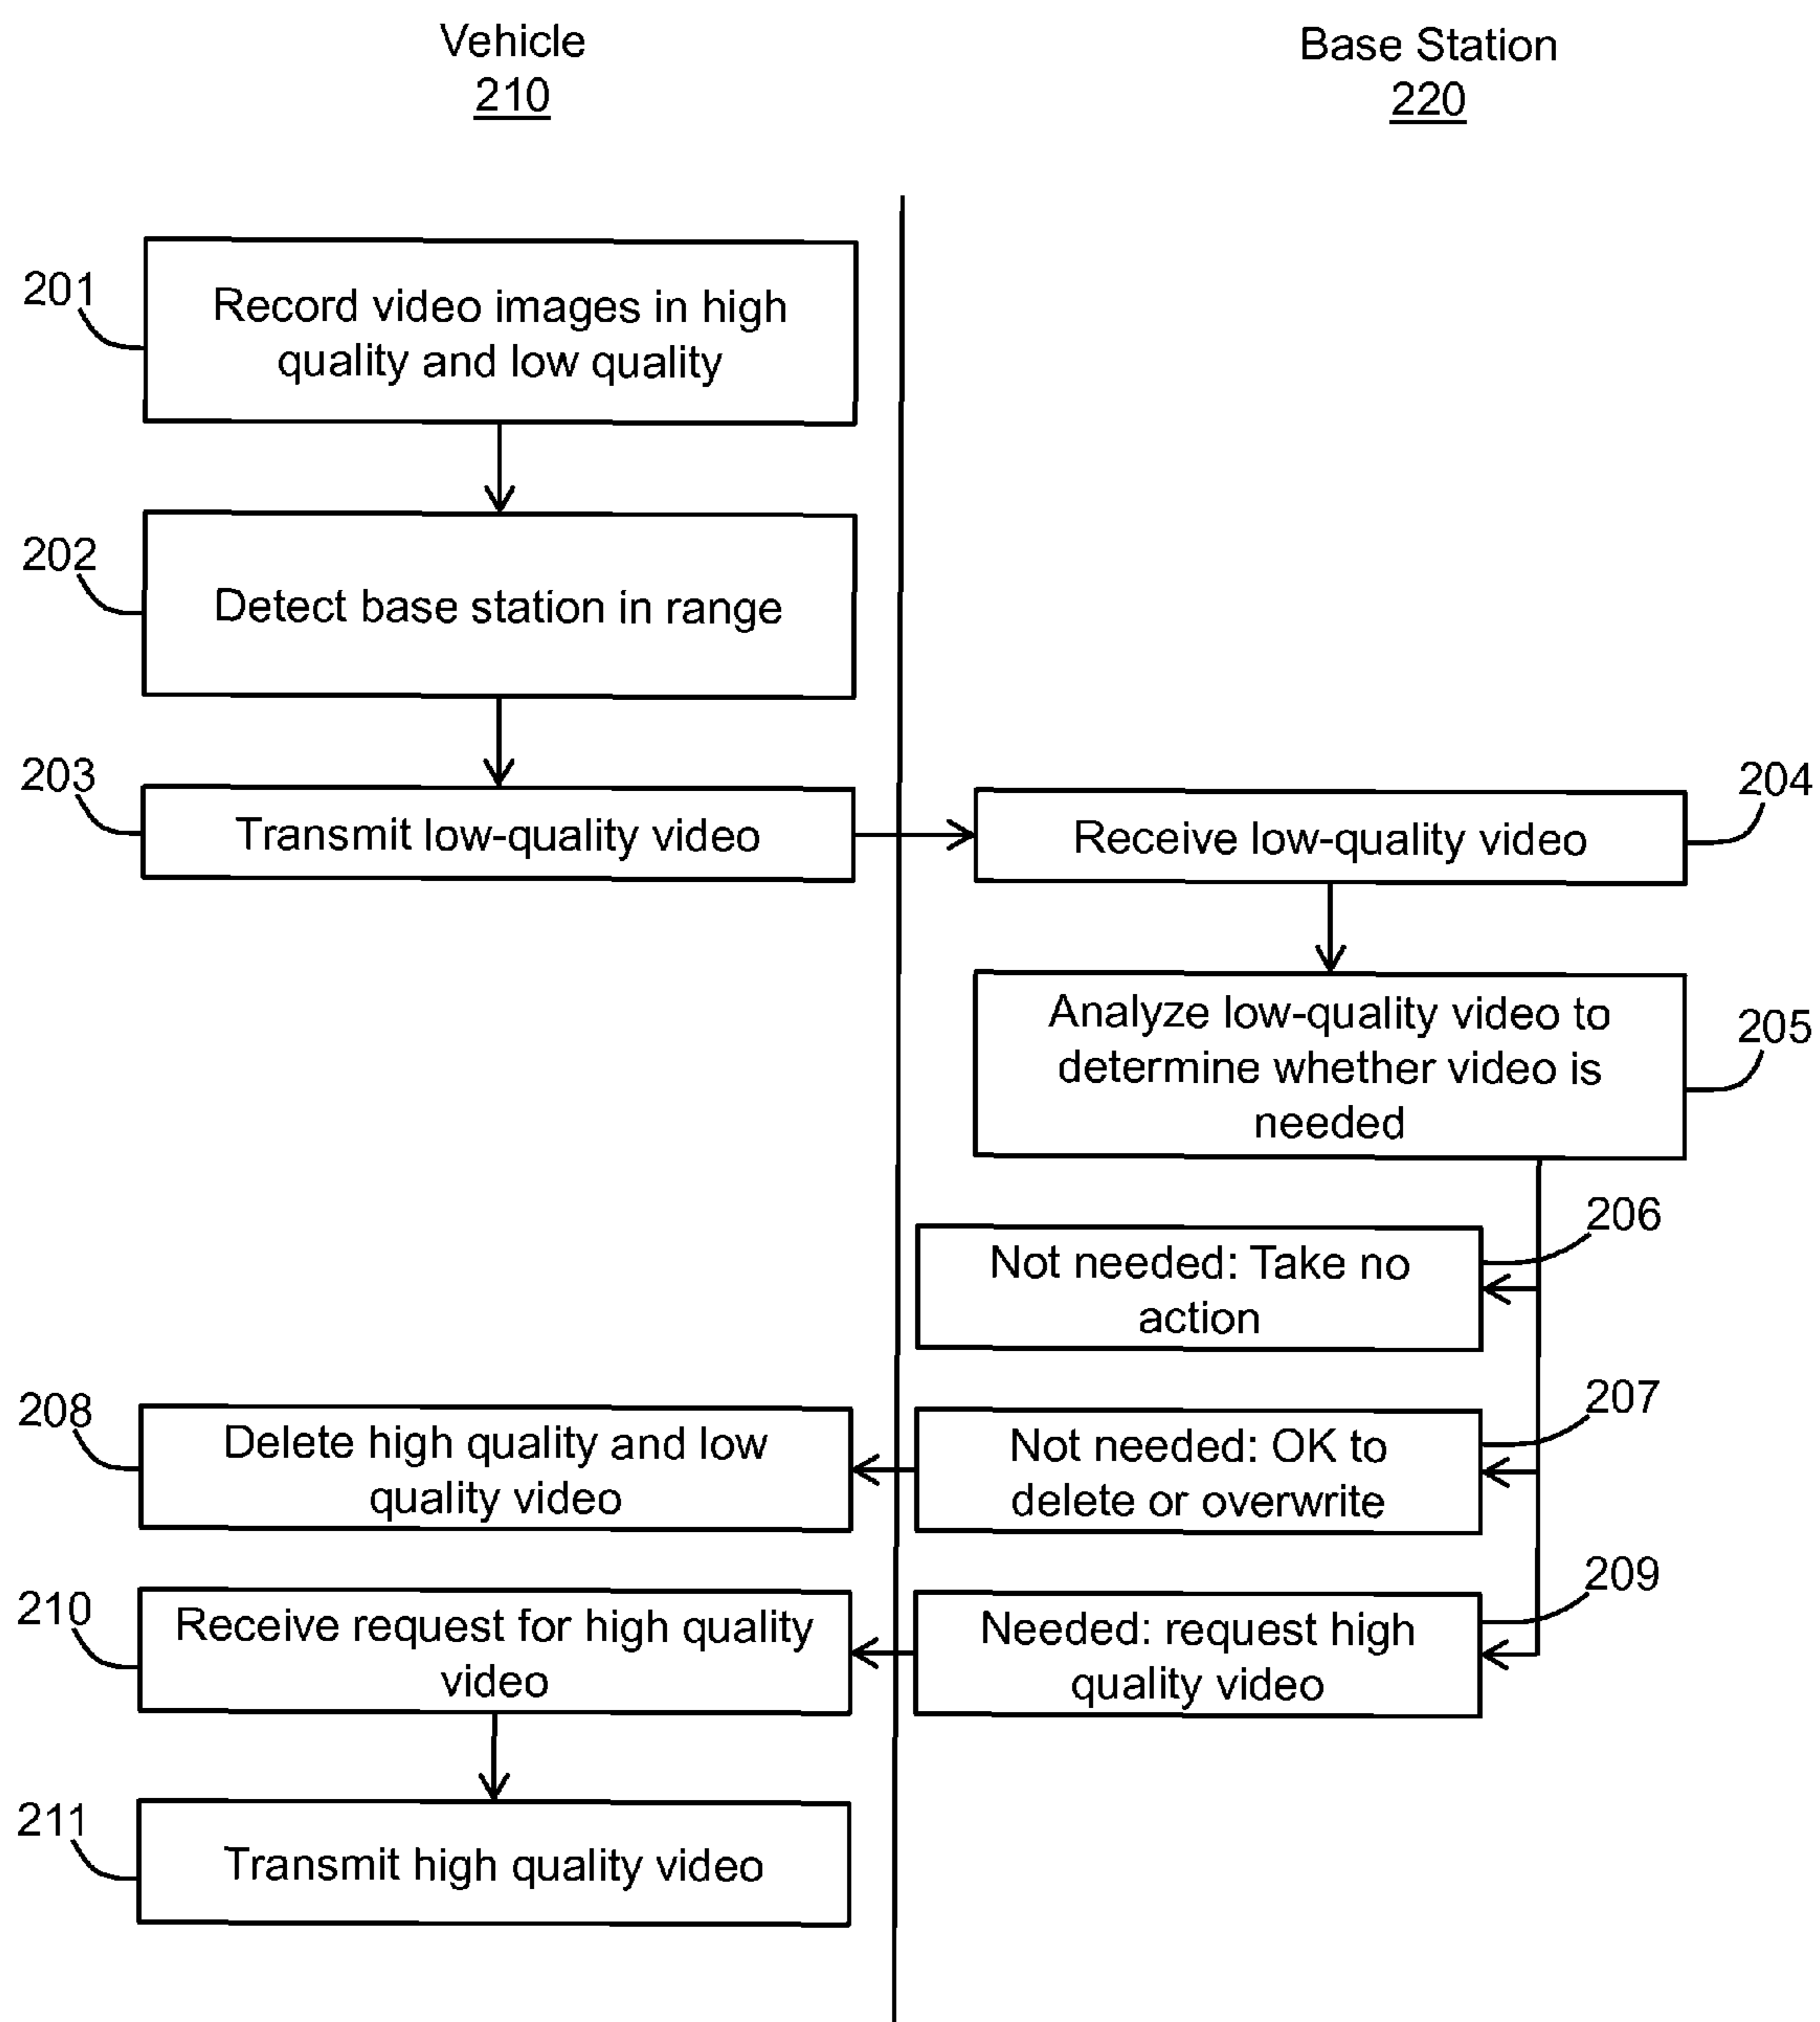 Vehicle
210
Base Station
220
201
Record video images in high
quality and low quality
202
Detect base station in range
203
Transmit low-quality video
204
Receive low-quality video
205
Analyze low-quality video to
determine whether video is
needed
206
Not needed: Take no
action
207
Not needed: OK to
delete or overwrite
208
Delete high quality and low
quality video
209
Needed: request high
quality video
210
Receive request for high quality
video
211
Transmit high quality video